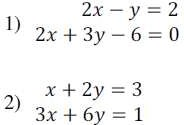 1) 2x − y = 2
2x + 3y − 6 = 0
2) x + 2y = 3
3x + 6y = 1